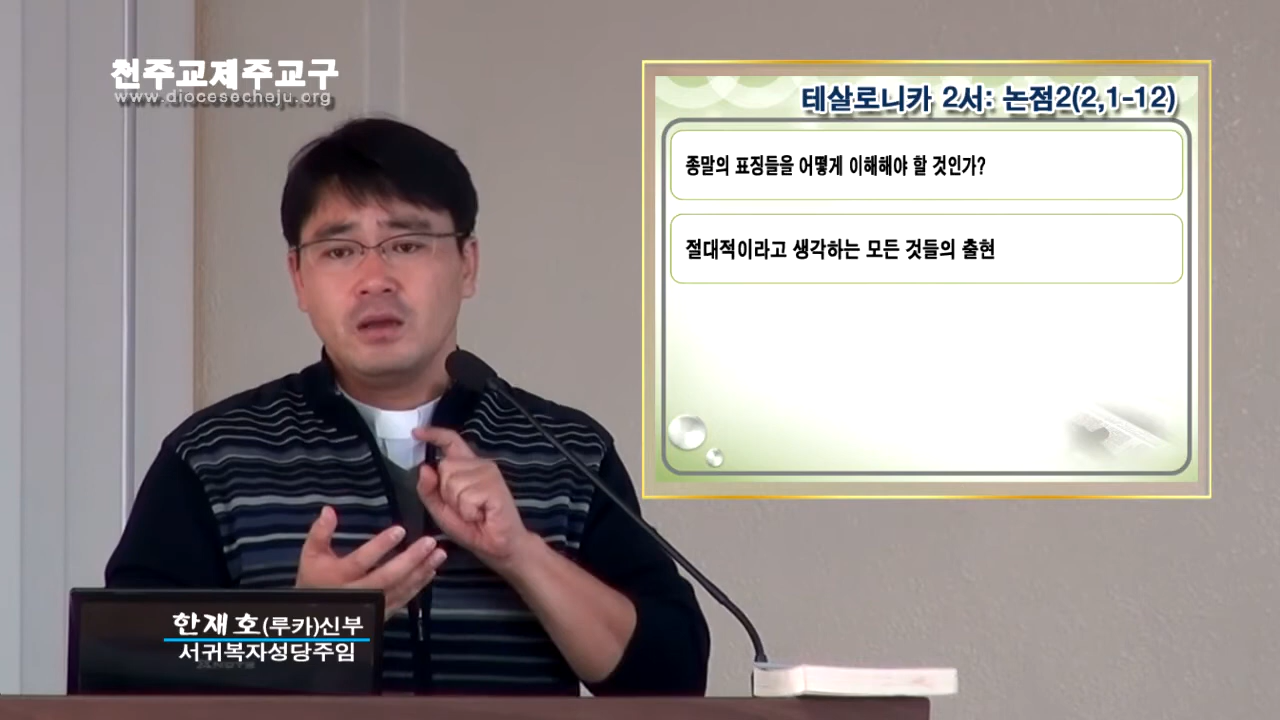 천주교제주교구
www.diocesecheju.org
테살로니카 2서: 논점2(2,1-12)
종말의 표징들을 어떻게 이해해야 할 것인가?
절대적이라고 생각하는 모든 것들의 출현
한재호(루카)신부
서귀복자성당주임